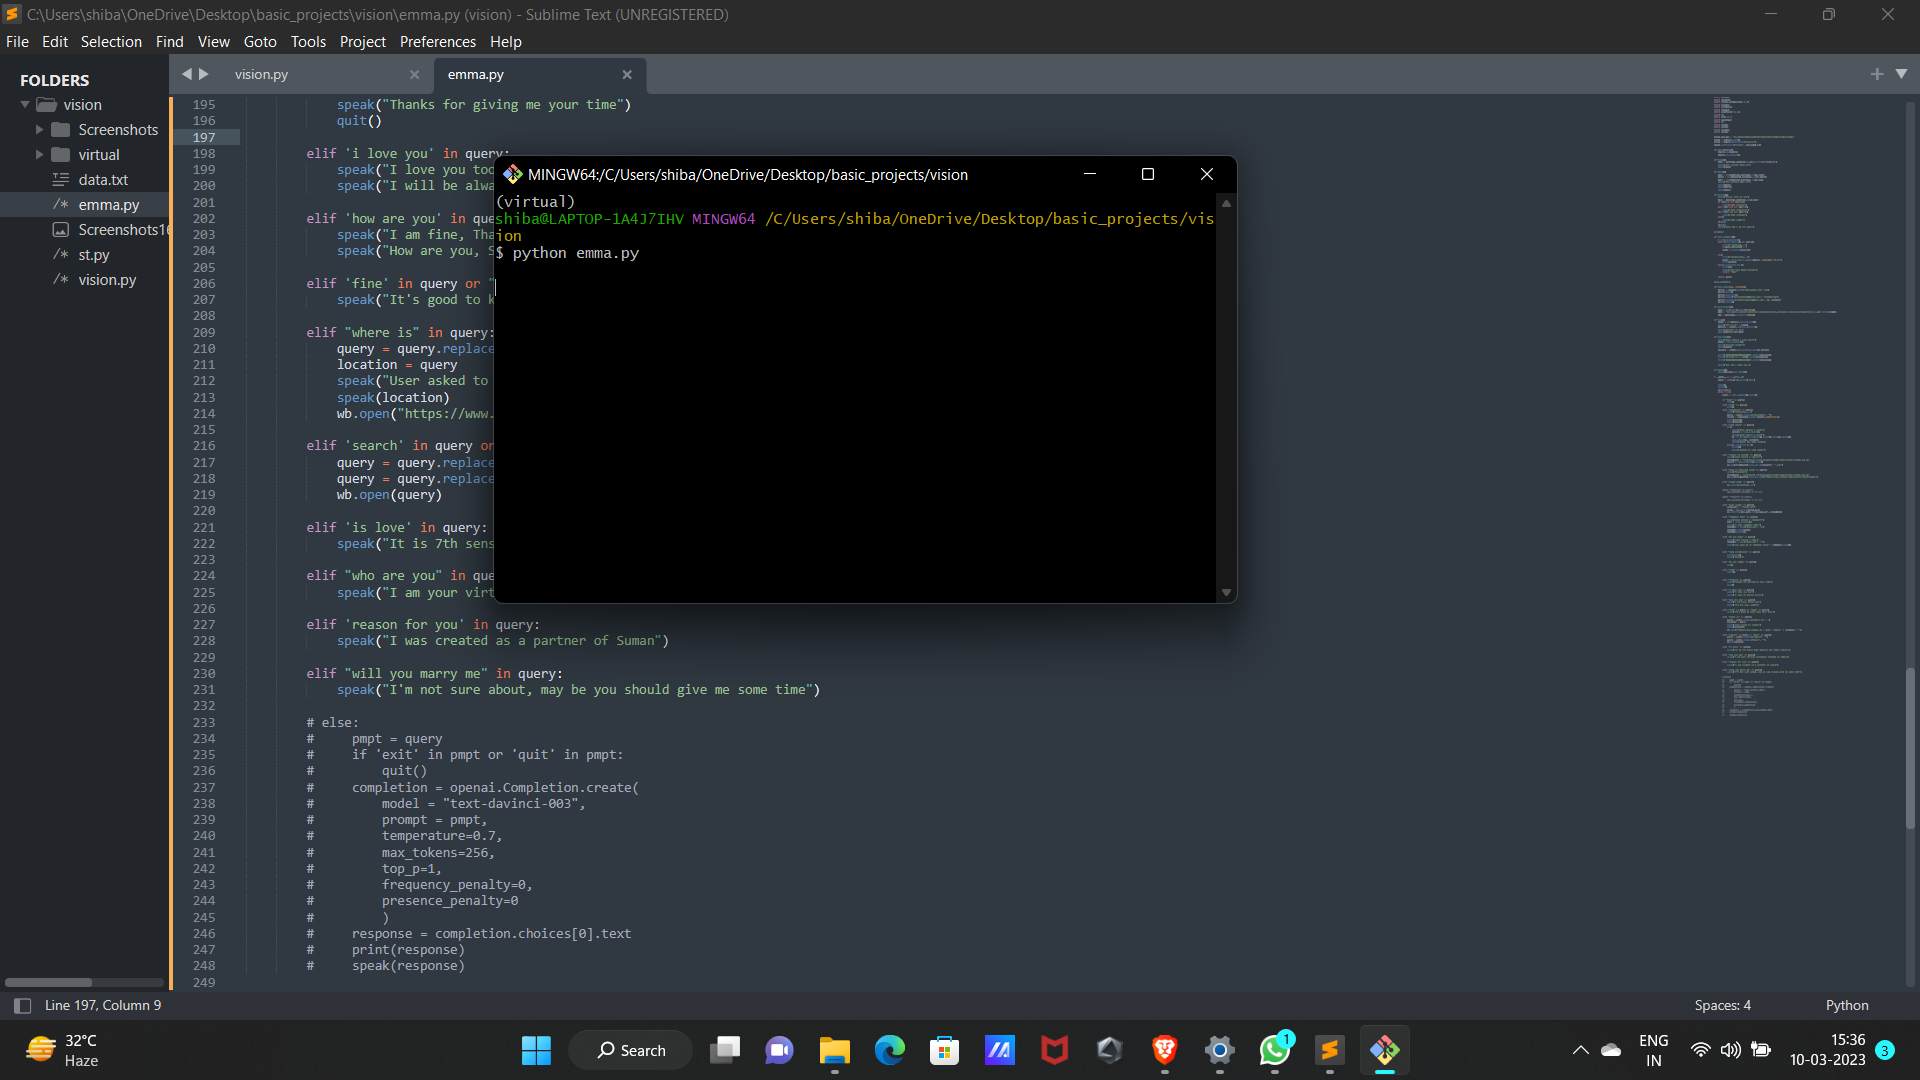 C:\Users\shiba\OneDrive\Desktop\basic_projects\vision\emma.py (vision) - Sublime Text (UNREGISTERED)
File Edit Selection Find View Goto Tools Project Preferences Help
FOLDERS
vision
Screenshots
virtual
data.txt
emma.py
Screenshots16
st.py
vision.py
vision.py
emma.py
195 speak("Thanks for giving me your time")
196 quit()
197
198 elif 'i love you' in query:
199 speak("I love you too
200 speak("I will be alwa
201
202 elif 'how are you' in que
203 speak("I am fine, Tha
204 speak("How are you, S
205
206 elif 'fine' in query or "
207 speak("It's good to k
208
209 elif "where is" in query:
210 query = query.replace
211 location = query
212 speak("User asked to
213 speak(location)
214 wb.open("https://www.
215
216 elif 'search' in query or
217 query = query.replace
218 query = query.replace
219 wb.open(query)
220
221 elif 'is love' in query:
222 speak("It is 7th sens
223
224 elif "who are you" in que
225 speak("I am your virt
226
227 elif 'reason for you' in query:
228 speak("I was created as a partner of Suman")
229
230 elif "will you marry me" in query:
231 speak("I'm not sure about, may be you should give me some time")
232
233 # else:
234 # pmpt = query
235 # if 'exit' in pmpt or 'quit' in pmpt:
236 # quit()
237 # completion = openai.Completion.create(
238 # model = "text-davinci-003",
239 # prompt = pmpt,
240 # temperature=0.7,
241 # max_tokens=256,
242 # top_p=1,
243 # frequency_penalty=0,
244 # presence_penalty=0
245 # )
246 # response = completion.choices[0].text
247 # print(response)
248 # speak(response)
249
MINGW64:/C/Users/shiba/OneDrive/Desktop/basic_projects/vision
(virtual)
shiba@LAPTOP-1A4J7IHV MINGW64 /C/Users/shiba/OneDrive/Desktop/basic_projects/vis
ion
$ python emma.py
Line 197, Column 9
Spaces: 4
Python
32°C
Haze
Search
1
ENG
IN
15:36
10-03-2023
3